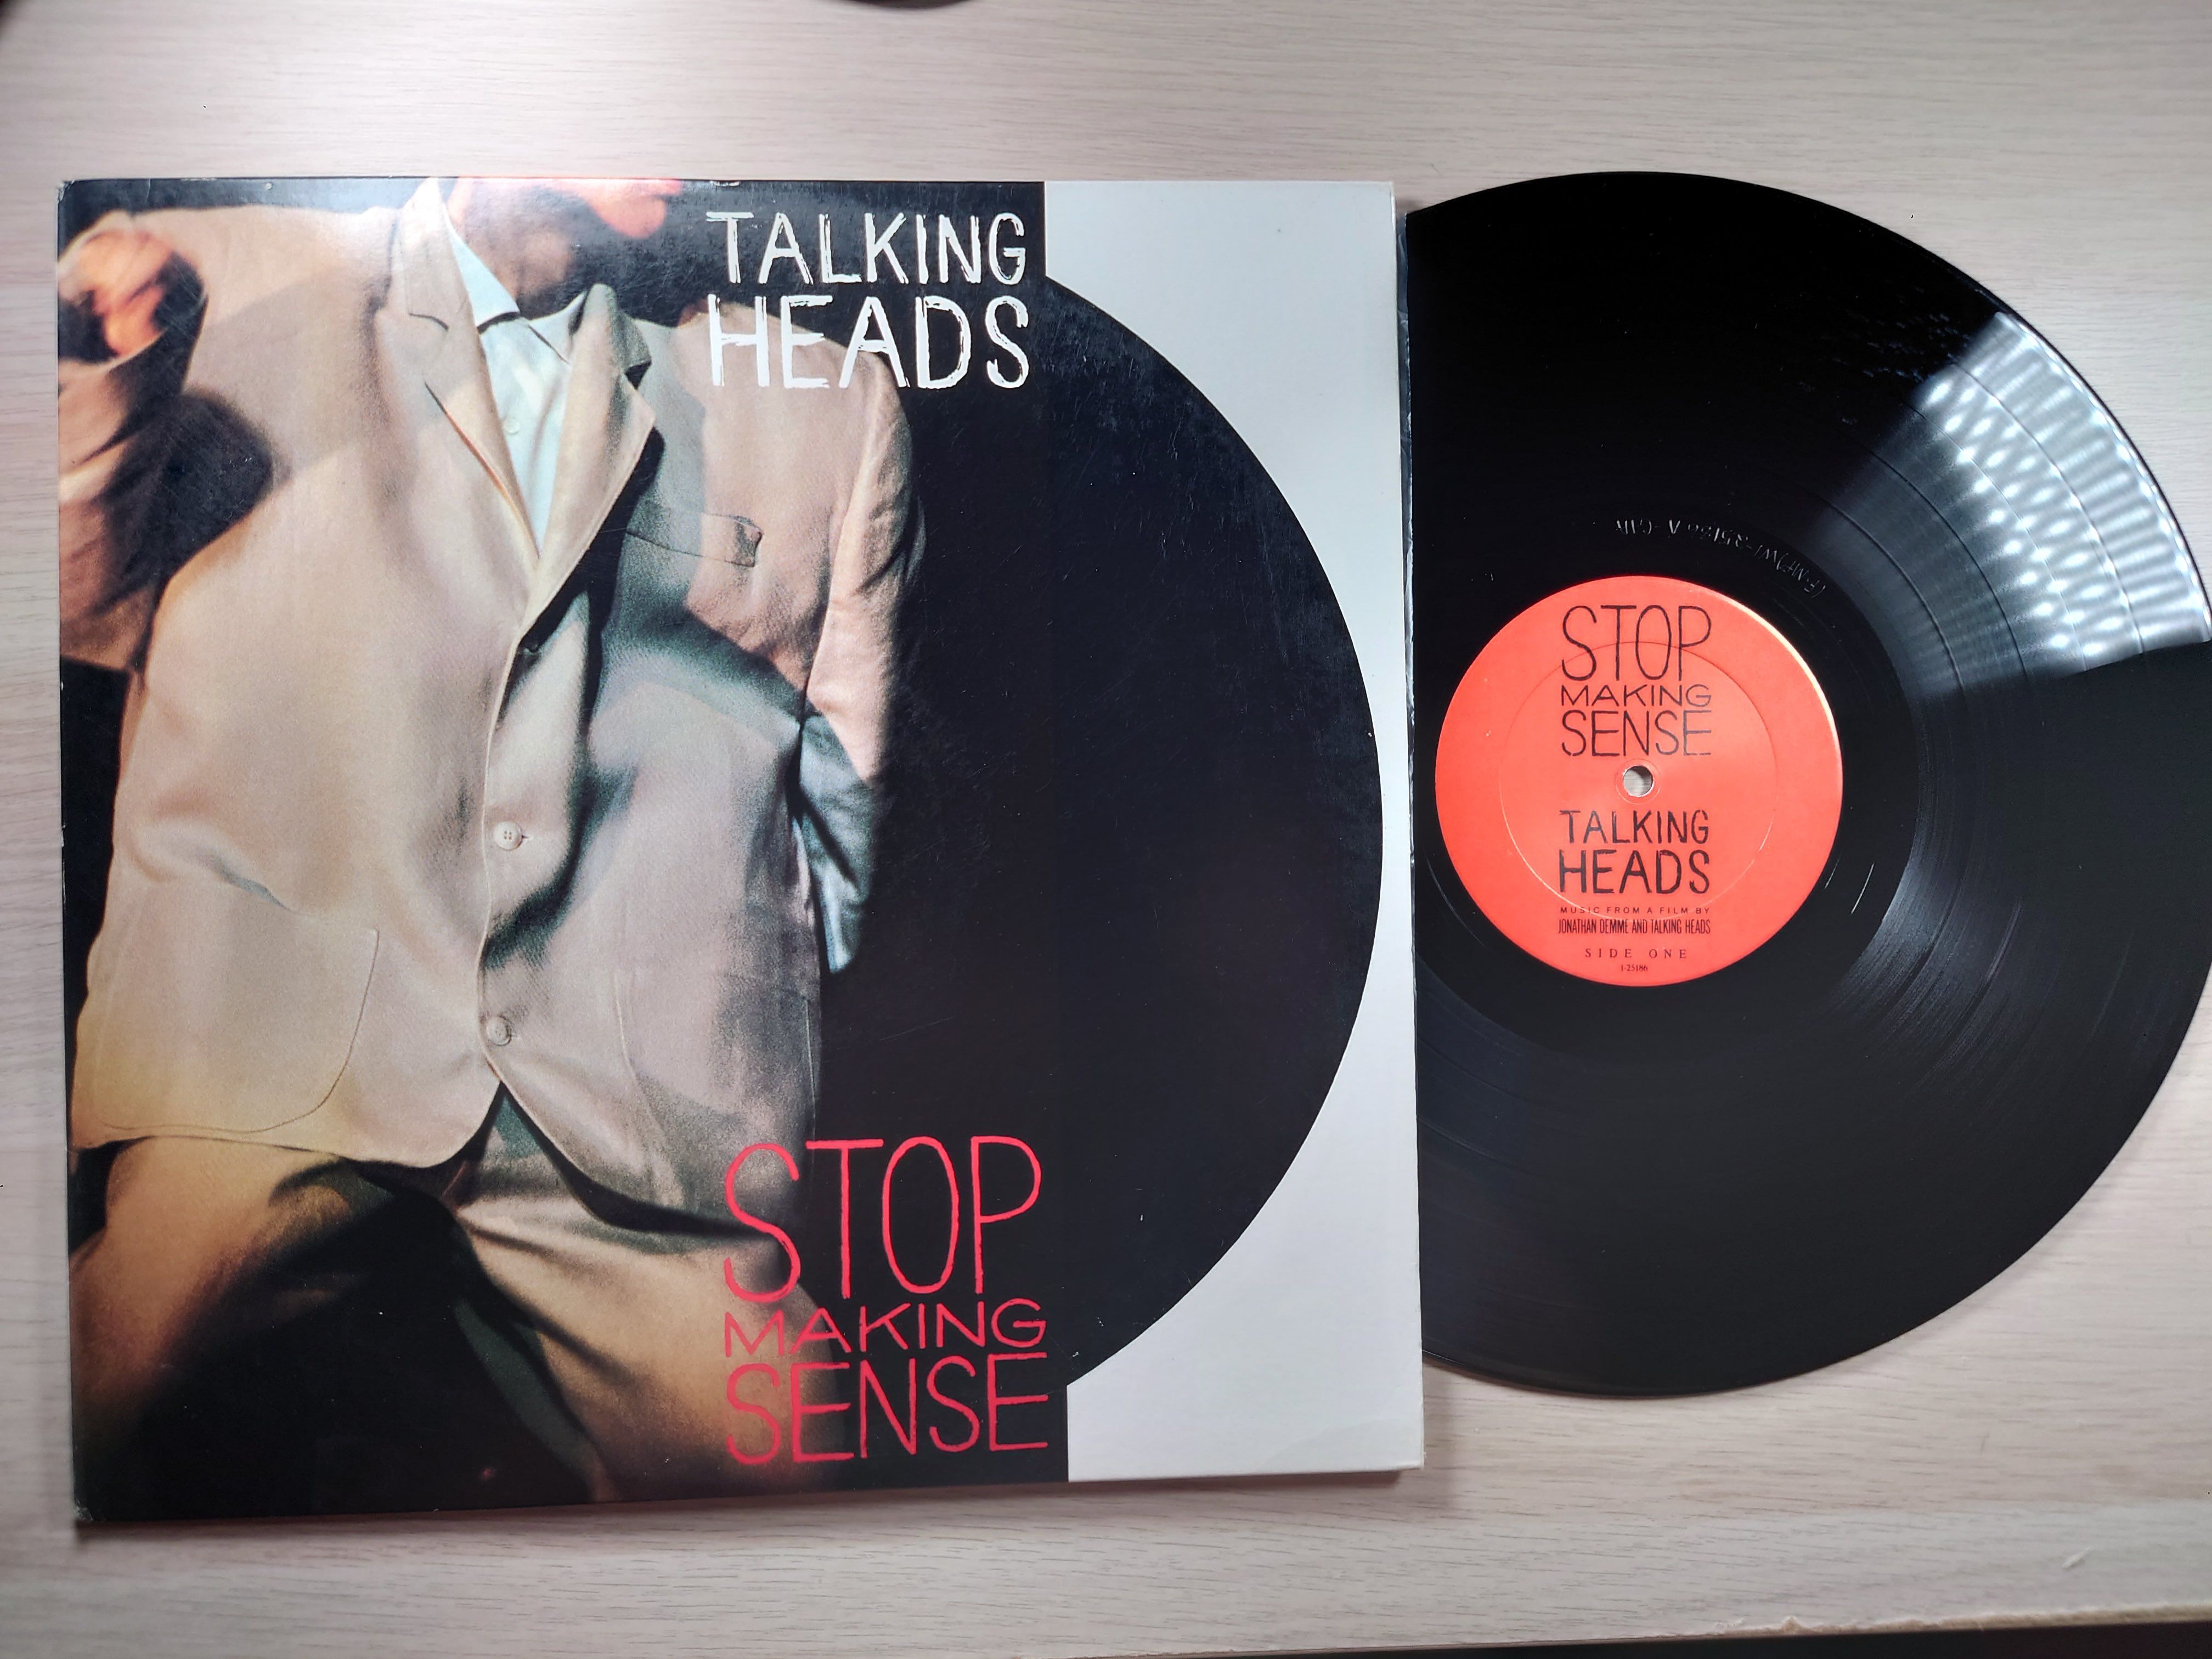 TALKING
HEADS
STOP
MAKING
SENSE
STOP
MAKING
SENSE
TALKING
HEADS
MUSIC FROM A FILM BY
JONATHAN DEMME AND TALKING HEADS
SIDE ONE
1-25186